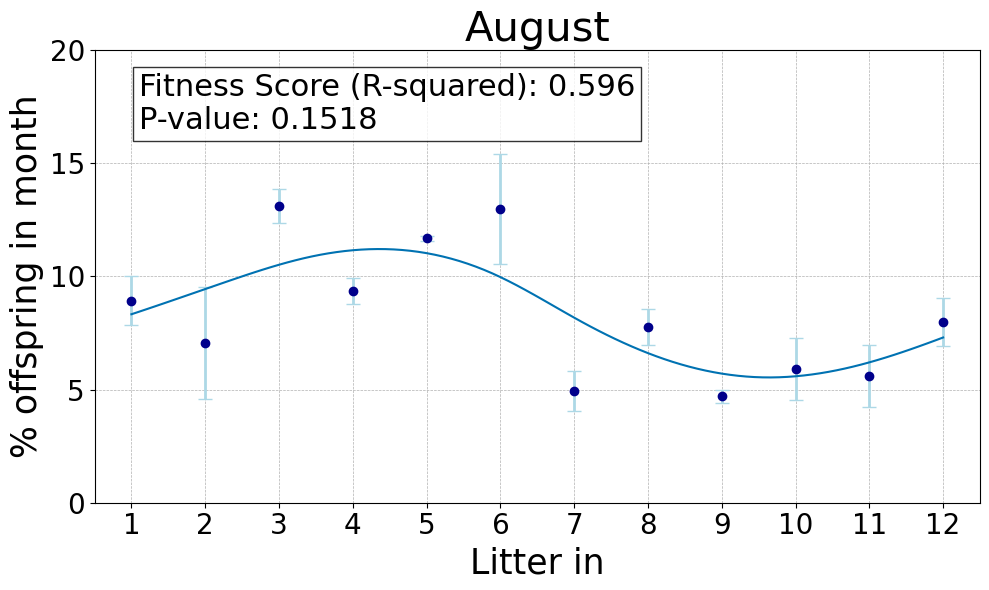 August
Fitness Score (R-squared): 0.596
P-value: 0.1518
% offspring in month
20
15
10
5
0
1 2 3 4 5 6 7 8 9 10 11 12
Litter in